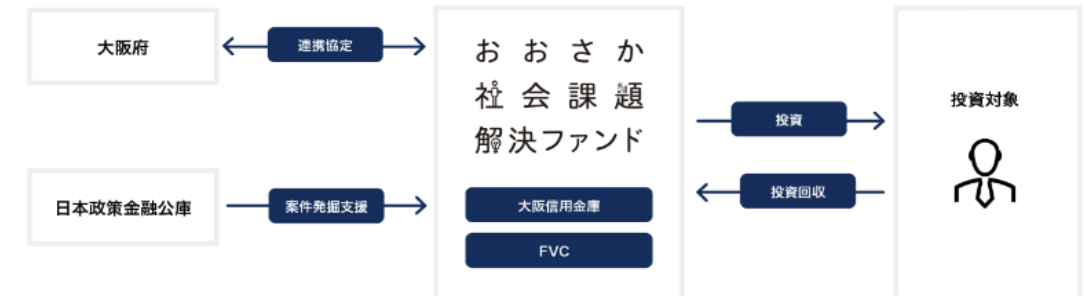 大阪府
連携協定
日本政策金融公庫
案件発掘支援
おおさか
社会課題
解決ファンド
大阪信用金庫
FVC
投資
投資回収
投資対象